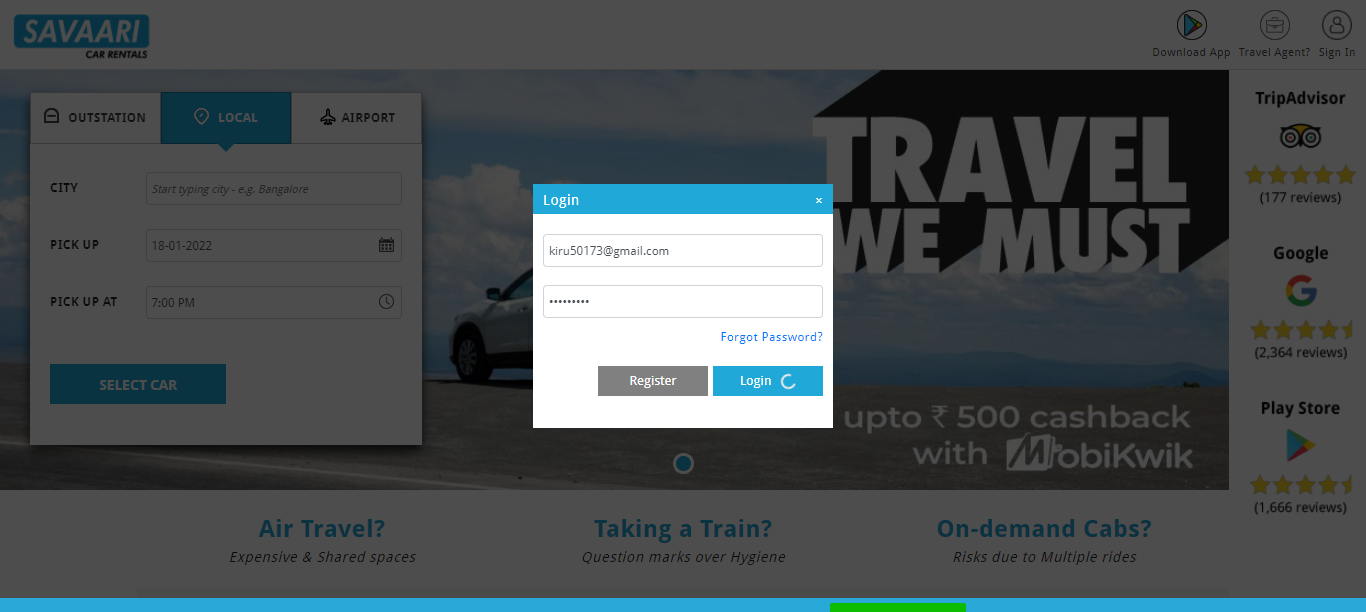 SAVAARI
CAR RENTALS
Download App
Travel Agent?
Sign In
OUTSTATION
LOCAL
AIRPORT
CITY
Start typing city - e.g. Bangalore
PICK UP
18-01-2022
PICK UP AT
7:00 PM
SELECT CAR
TRAVEL
WE MUST
upto ₹ 500 cashback
with MobiKwik
Login
×
kiru50173@gmail.com
•••••••••
Forgot Password?
Register
Login
TripAdvisor
(177 reviews)
Google
(2,364 reviews)
Play Store
(1,666 reviews)
Air Travel?
Expensive & Shared spaces
Taking a Train?
Question marks over Hygiene
On-demand Cabs?
Risks due to Multiple rides